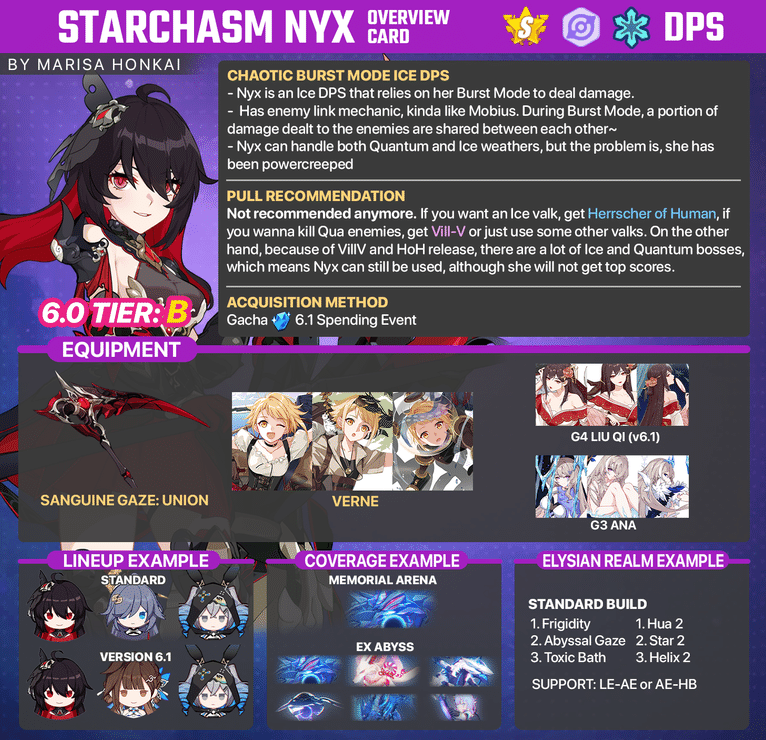 STARCHASM NYX OVERVIEW CARD
S
DPS
BY MARISA HONKAI
CHAOTIC BURST MODE ICE DPS
- Nyx is an Ice DPS that relies on her Burst Mode to deal damage.
- Has enemy link mechanic, kinda like Mobius. During Burst Mode, a portion of
damage dealt to the enemies are shared between each other~
- Nyx can handle both Quantum and Ice weathers, but the problem is, she has
been powercreeped
PULL RECOMMENDATION
Not recommended anymore. If you want an Ice valk, get Herrscher of Human, if
you wanna kill Qua enemies, get Vill-V or just use some other valks. On the other
hand, because of VillV and HoH release, there are a lot of Ice and Quantum bosses,
which means Nyx can still be used, although she will not get top scores.
ACQUISITION METHOD
Gacha 6.1 Spending Event
6.0 TIER: B
EQUIPMENT
SANGUINE GAZE: UNION
VERNE
G4 LIU QI (v6.1)
G3 ANA
LINEUP EXAMPLE
STANDARD
VERSION 6.1
COVERAGE EXAMPLE
MEMORIAL ARENA
EX ABYSS
ELYSIAN REALM EXAMPLE
STANDARD BUILD
1. Frigidity 1. Hua 2
2. Abyssal Gaze 2. Star 2
3. Toxic Bath 3. Helix 2
SUPPORT: LE-AE or AE-HB